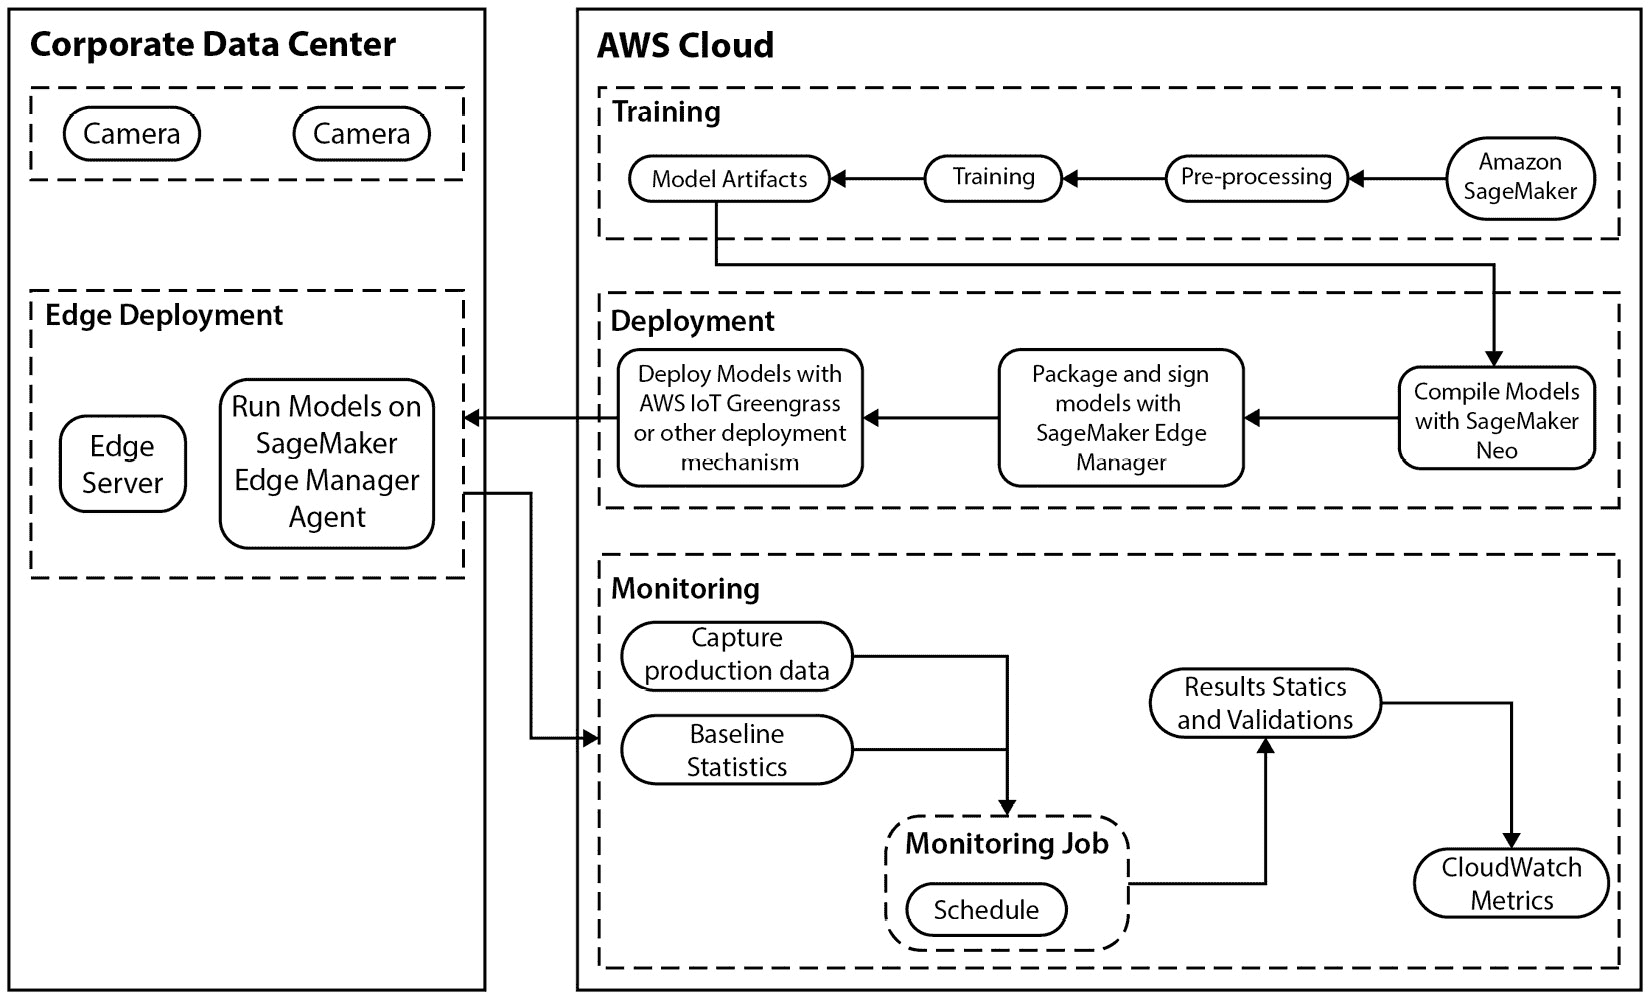 Corporate Data Center
Camera
Camera
Edge Deployment
Edge
Server
Run Models on
SageMaker
Edge Manager
Agent
AWS Cloud
Training
Model Artifacts
Training
Pre-processing
Amazon
SageMaker
Deployment
Deploy Models with
AWS IoT Greengrass
or other deployment
mechanism
Package and sign
models with
SageMaker Edge
Manager
Compile Models
with SageMaker
Neo
Monitoring
Capture
production data
Baseline
Statistics
Monitoring Job
Schedule
Results Statics
and Validations
CloudWatch
Metrics